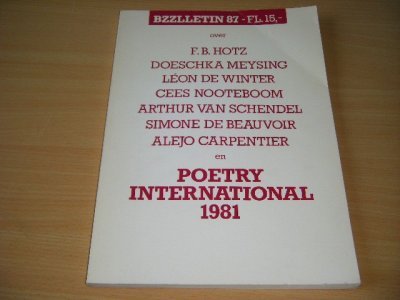 BZZLLETIN 87 - FL. 15,-
over
F. B. HOTZ
DOESCHKA MEYSING
LÉON DE WINTER
CEES NOOTEBOOM
ARTHUR VAN SCHENDEL
SIMONE DE BEAUVOIR
ALEJO CARPENTIER
en
POETRY
INTERNATIONAL
1981